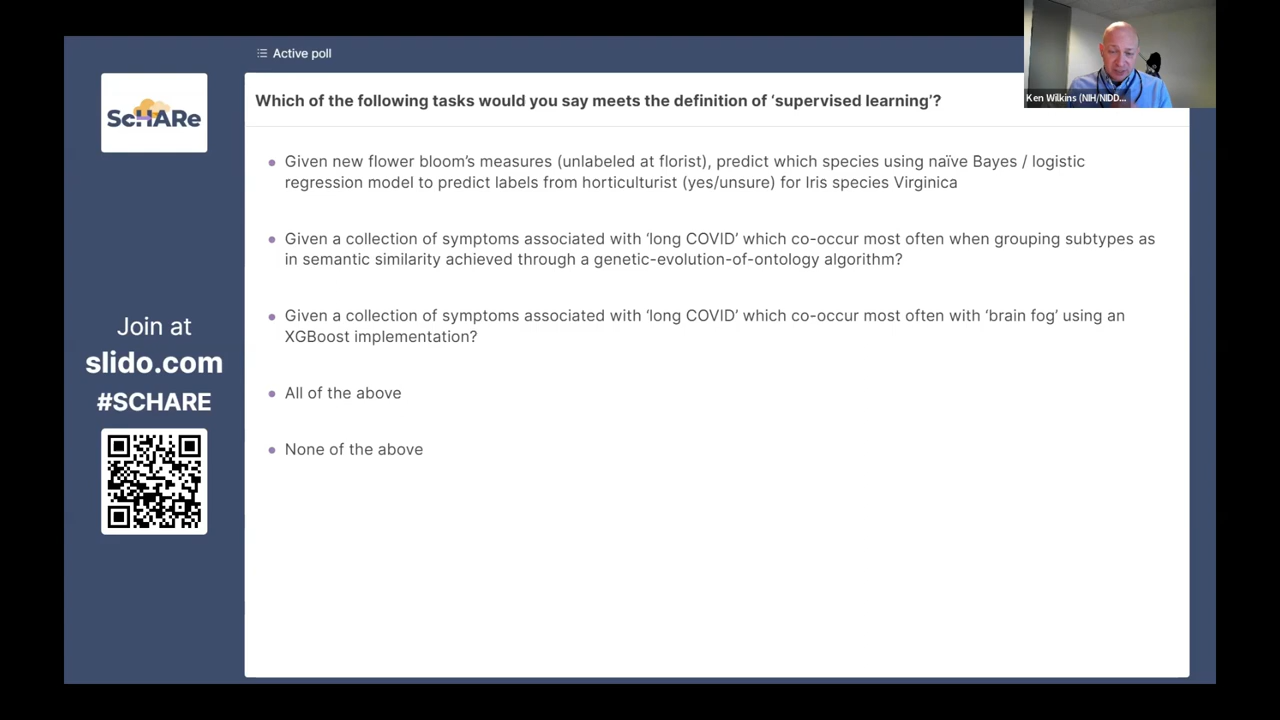 Active poll
ScHARe
Which of the following tasks would you say meets the definition of ‘supervised learning’?
Ken Wilkins (NIH/NIDD...
Given new flower bloom’s measures (unlabeled at florist), predict which species using naïve Bayes / logistic
regression model to predict labels from horticulturist (yes/unsure) for Iris species Virginica
Given a collection of symptoms associated with ‘long COVID’ which co-occur most often when grouping subtypes as
in semantic similarity achieved through a genetic-evolution-of-ontology algorithm?
Given a collection of symptoms associated with ‘long COVID’ which co-occur most often with ‘brain fog’ using an
XGBoost implementation?
All of the above
None of the above
Join at
slido.com
#SCHARE